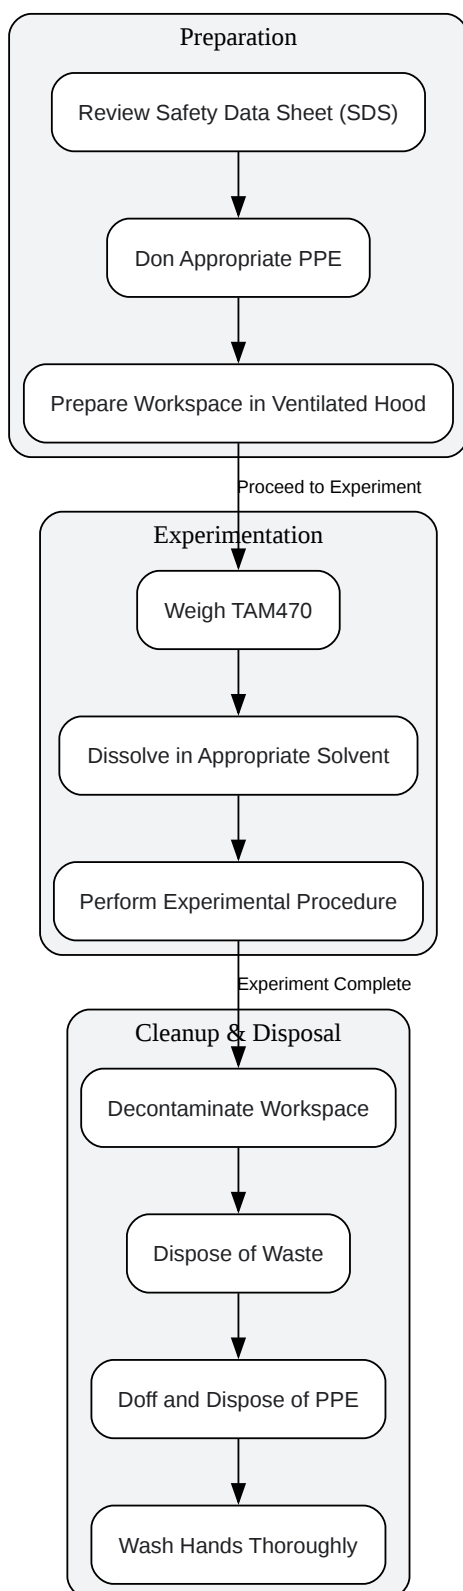 Preparation
Review Safety Data Sheet (SDS)
Don Appropriate PPE
Prepare Workspace in Ventilated Hood
Proceed to Experiment
Experimentation
Weigh TAM470
Dissolve in Appropriate Solvent
Perform Experimental Procedure
Experiment Complete
Cleanup & Disposal
Decontaminate Workspace
Dispose of Waste
Doff and Dispose of PPE
Wash Hands Thoroughly